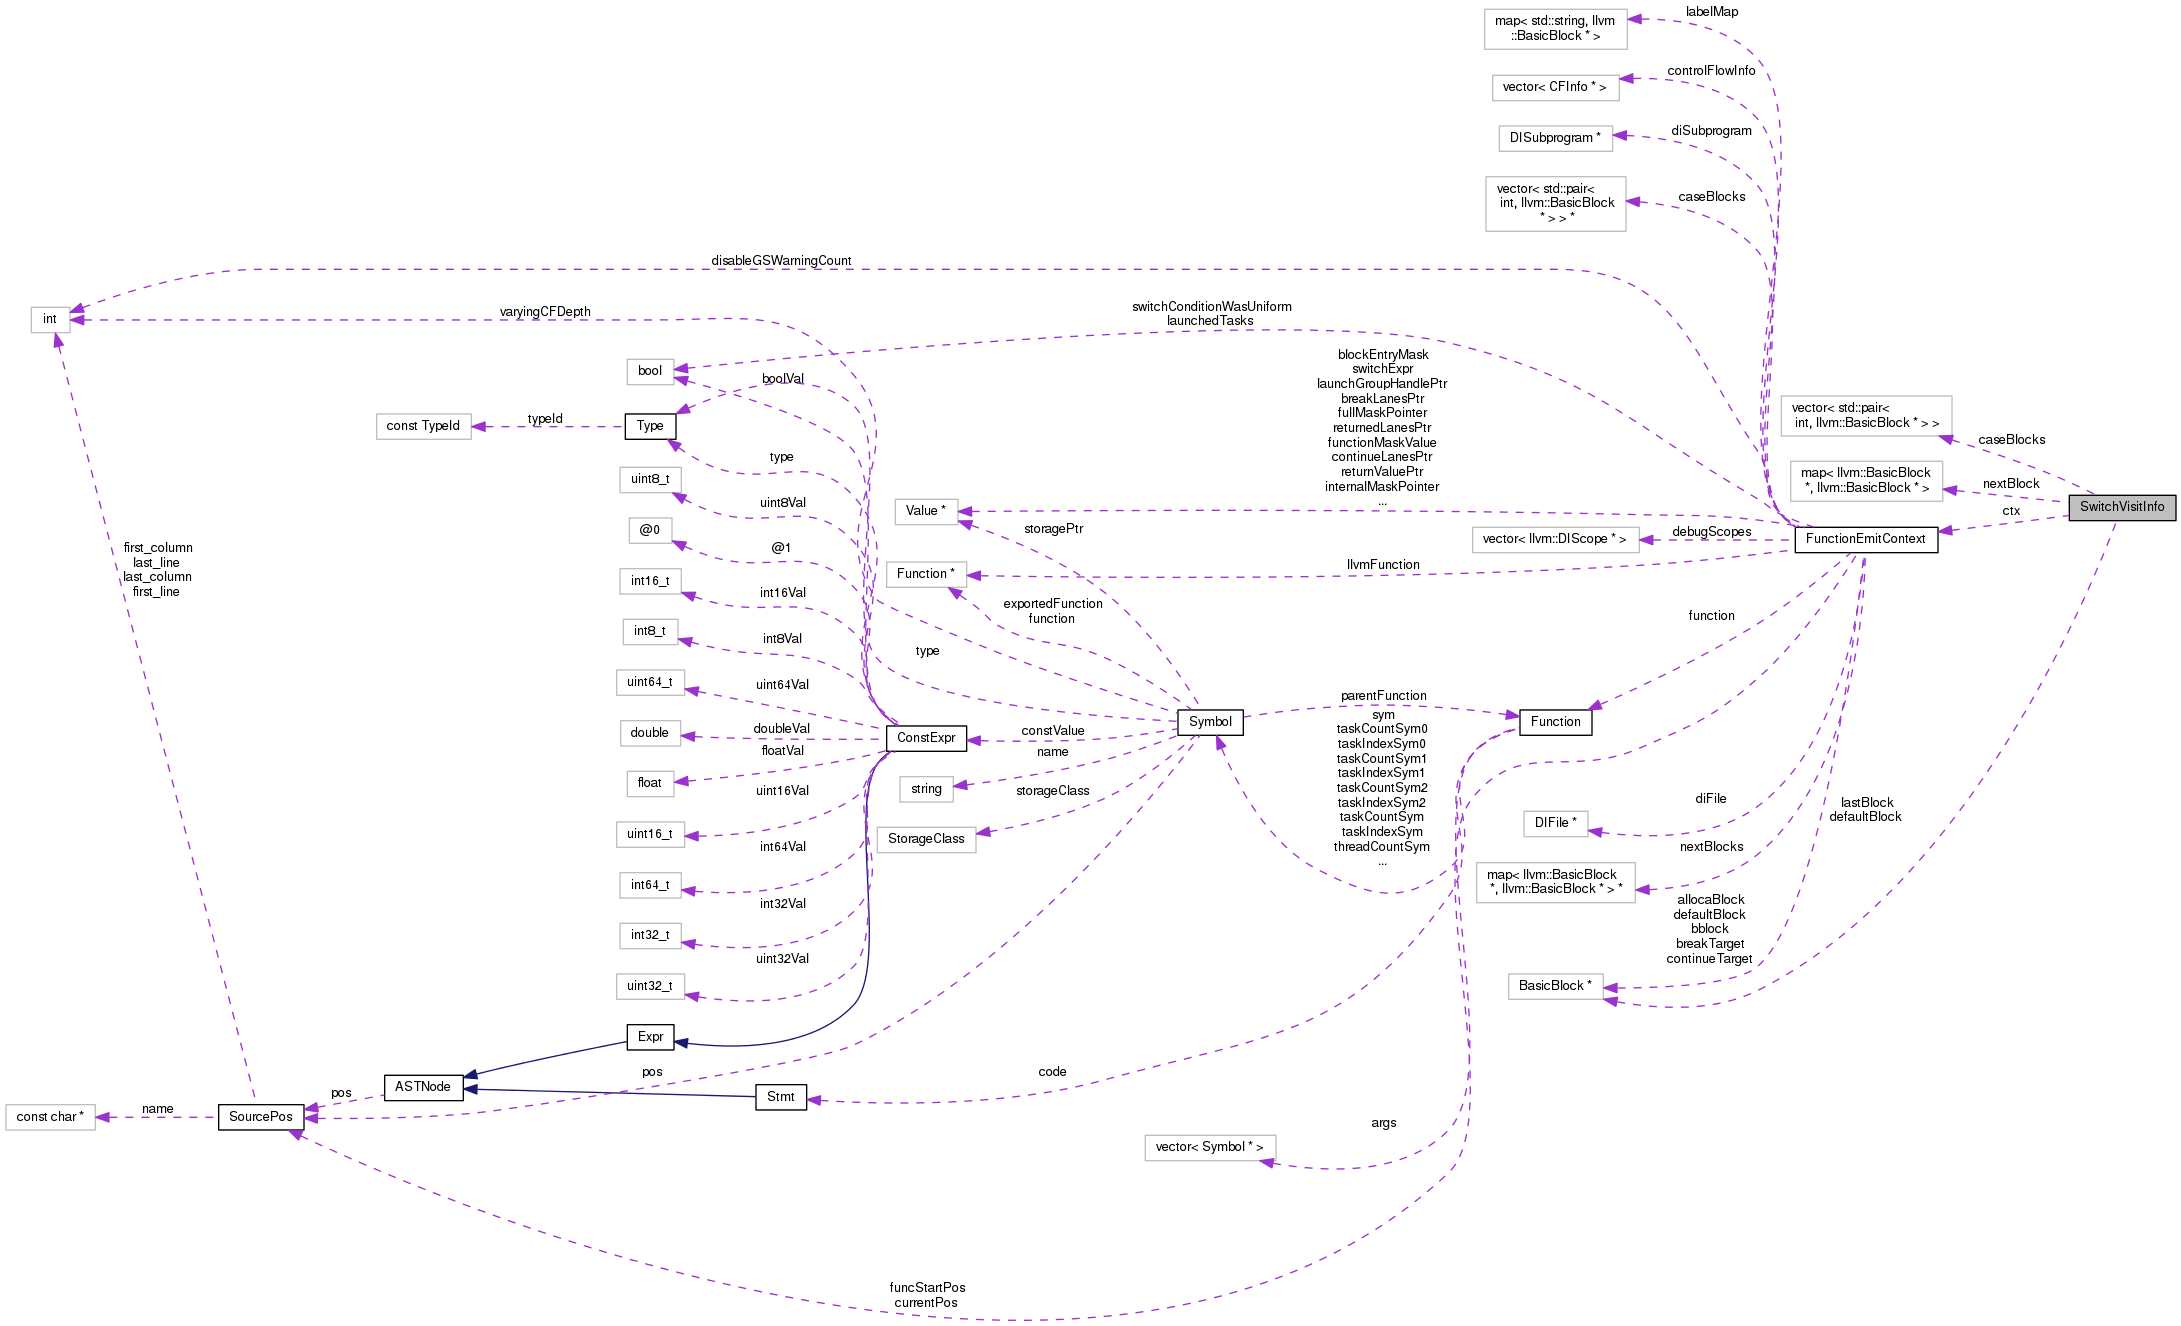 labelMap
map< std::string, llvm
::BasicBlock * >
controlFlowInfo
vector< CFInfo * >
diSubprogram
DISubprogram *
caseBlocks
vector< std::pair<
int, llvm::BasicBlock
* > > *
disableGSWarningCount
int
varyingCFDepth
switchConditionWasUniform
launchedTasks
bool
boolVal
blockEntryMask
switchExpr
launchGroupHandlePtr
breakLanesPtr
fullMaskPointer
returnedLanesPtr
functionMaskValue
continueLanesPtr
returnValuePtr
internalMaskPointer
...
const TypeId
typeId
Type
type
vector< std::pair<
int, llvm::BasicBlock * > >
caseBlocks
map< llvm::BasicBlock
*, llvm::BasicBlock * >
nextBlock
SwitchVisitInfo
ctx
FunctionEmitContext
uint8_t
uint8Val
Value *
storagePtr
@0
@1
vector< llvm::DIScope * >
debugScopes
first_column
last_line
last_column
first_line
int16_t
int16Val
Function *
llvmFunction
exportedFunction
function
function
int8_t
int8Val
type
uint64_t
uint64Val
parentFunction
Symbol
Function
sym
taskCountSym0
taskIndexSym0
taskCountSym1
taskIndexSym1
taskCountSym2
taskIndexSym2
taskCountSym
taskIndexSym
threadCountSym
...
double
doubleVal
ConstExpr
constValue
name
float
floatVal
string
uint16Val
storageClass
StorageClass
uint16_t
diFile
DIFile *
lastBlock
defaultBlock
int64Val
nextBlocks
int64_t
map< llvm::BasicBlock
*, llvm::BasicBlock * > *
int32Val
int32_t
allocaBlock
defaultBlock
bblock
breakTarget
continueTarget
uint32Val
uint32_t
BasicBlock *
Expr
ASTNode
pos
pos
code
Stmt
const char *
name
SourcePos
args
vector< Symbol * >
funcStartPos
currentPos